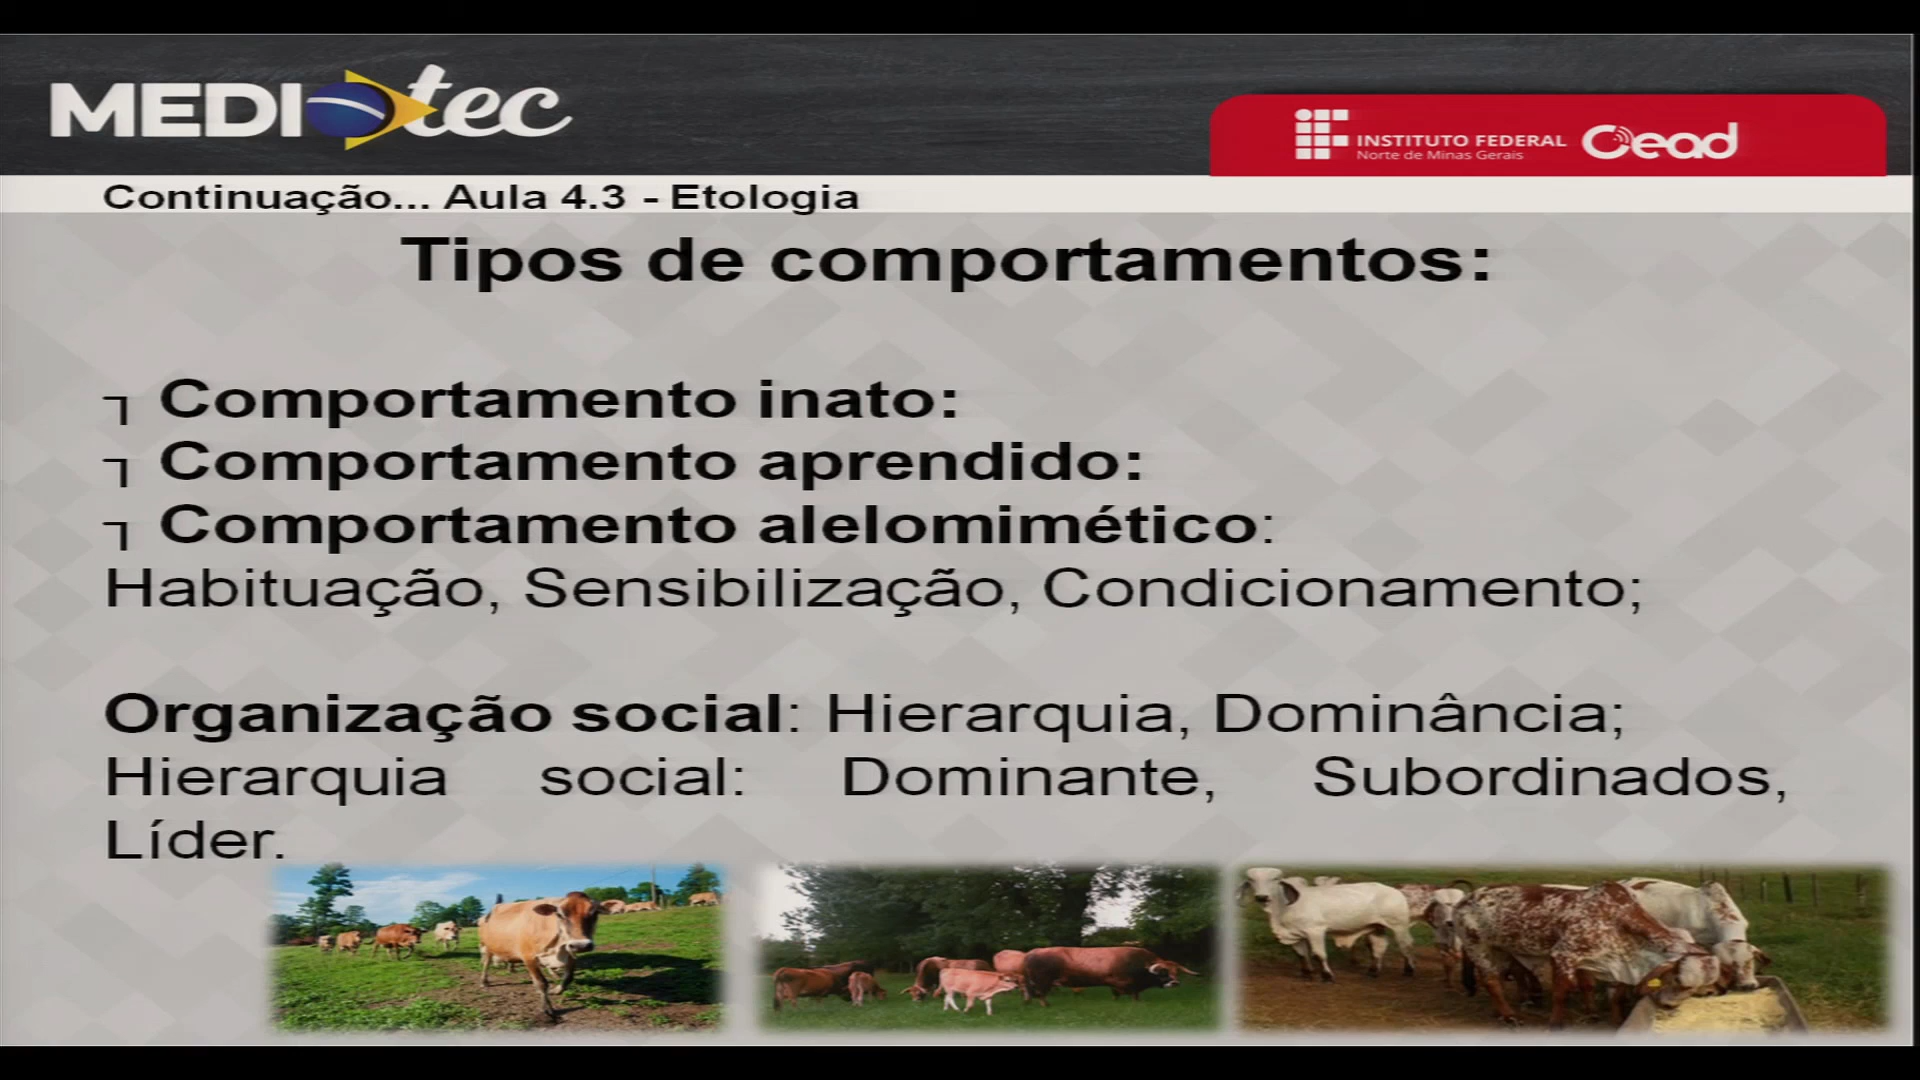 MEDIOtec
INSTITUTO FEDERAL
Norte de Minas Gerais
Cead
Continuação... Aula 4.3 - Etologia
Tipos de comportamentos:
Comportamento inato:
Comportamento aprendido:
Comportamento alelomimético:
Habituação, Sensibilização, Condicionamento;
Organização social: Hierarquia, Dominância;
Hierarquia social: Dominante, Subordinados,
Líder.